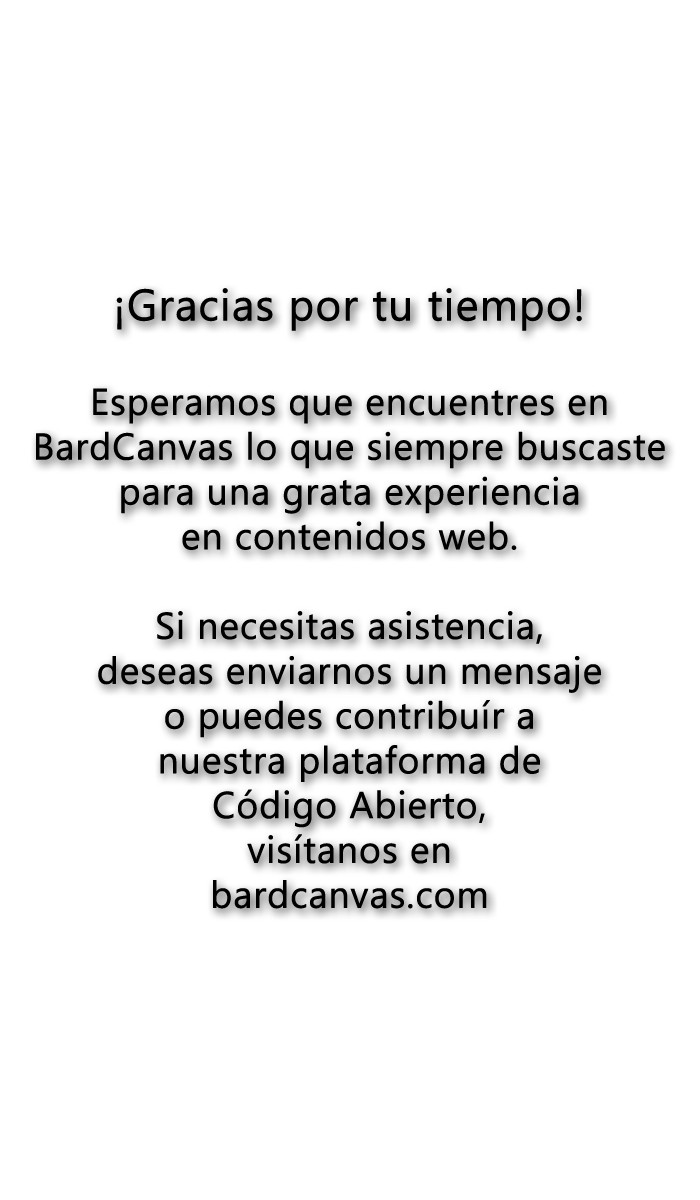 ¡Gracias por tu tiempo!
Esperamos que encuentres en
BardCanvas lo que siempre buscaste
para una grata experiencia
en contenidos web.
Si necesitas asistencia,
deseas enviarnos un mensaje
o puedes contribuír a
nuestra plataforma de
Código Abierto,
visítanos en
bardcanvas.com